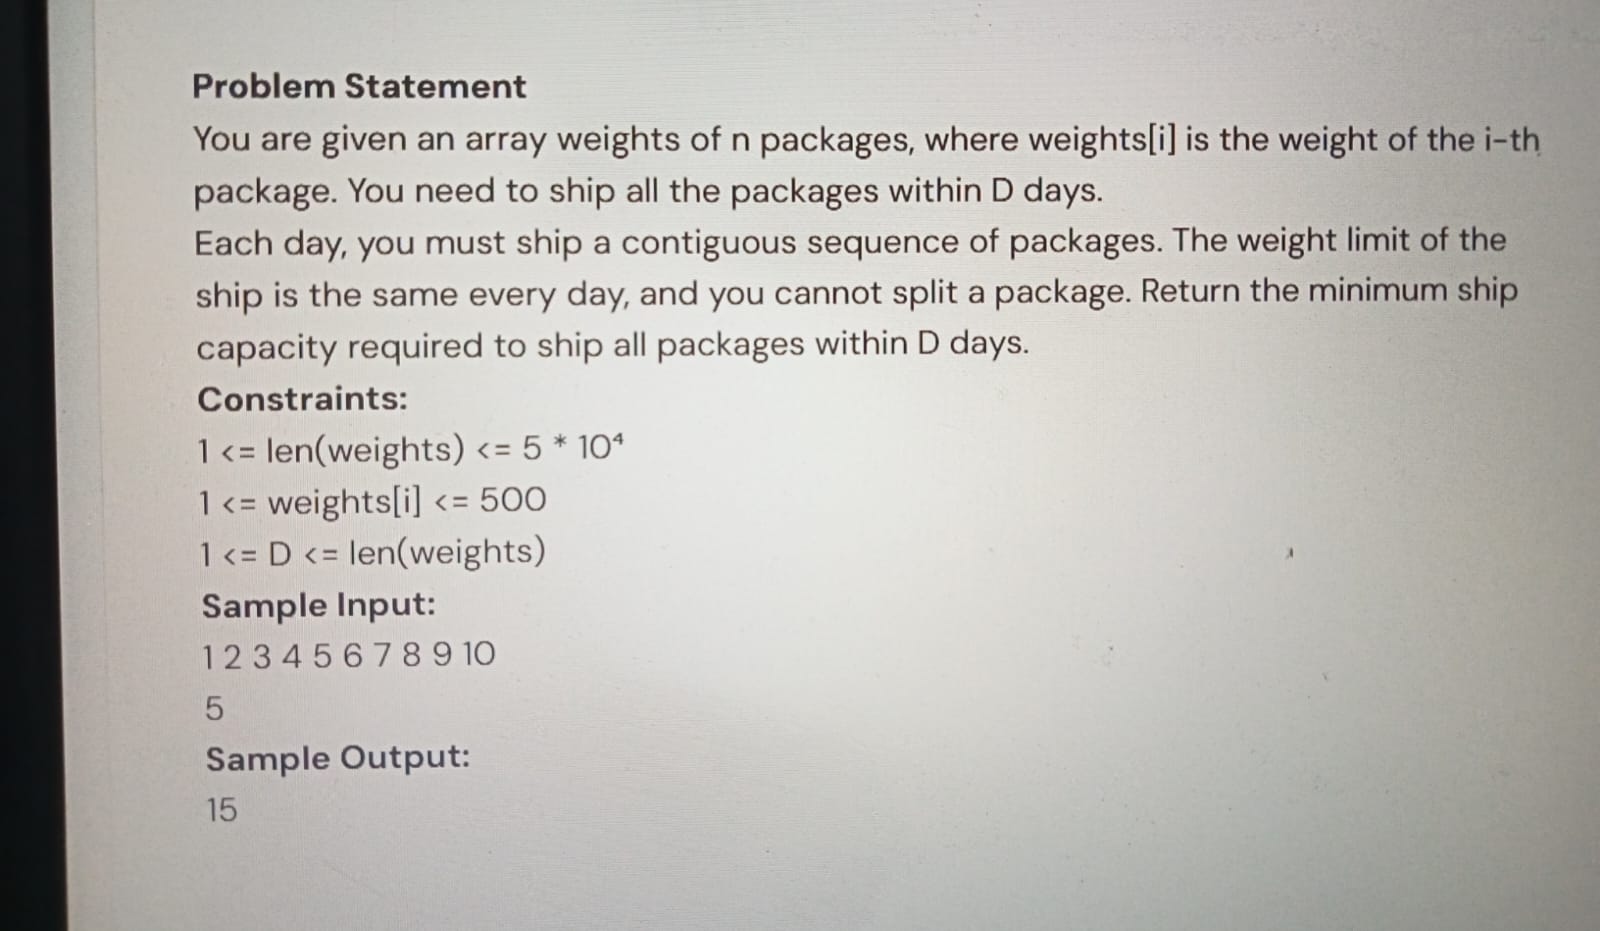 Problem Statement
You are given an array weights of n packages, where weights[i] is the weight of the i-th
package. You need to ship all the packages within D days.
Each day, you must ship a contiguous sequence of packages. The weight limit of the
ship is the same every day, and you cannot split a package. Return the minimum ship
capacity required to ship all packages within D days.
Constraints:
1 <= len(weights) <= 5 * 10⁴
1 <= weights[i] <= 500
1 <= D <= len(weights)
Sample Input:
1 2 3 4 5 6 7 8 9 10
5
Sample Output:
15